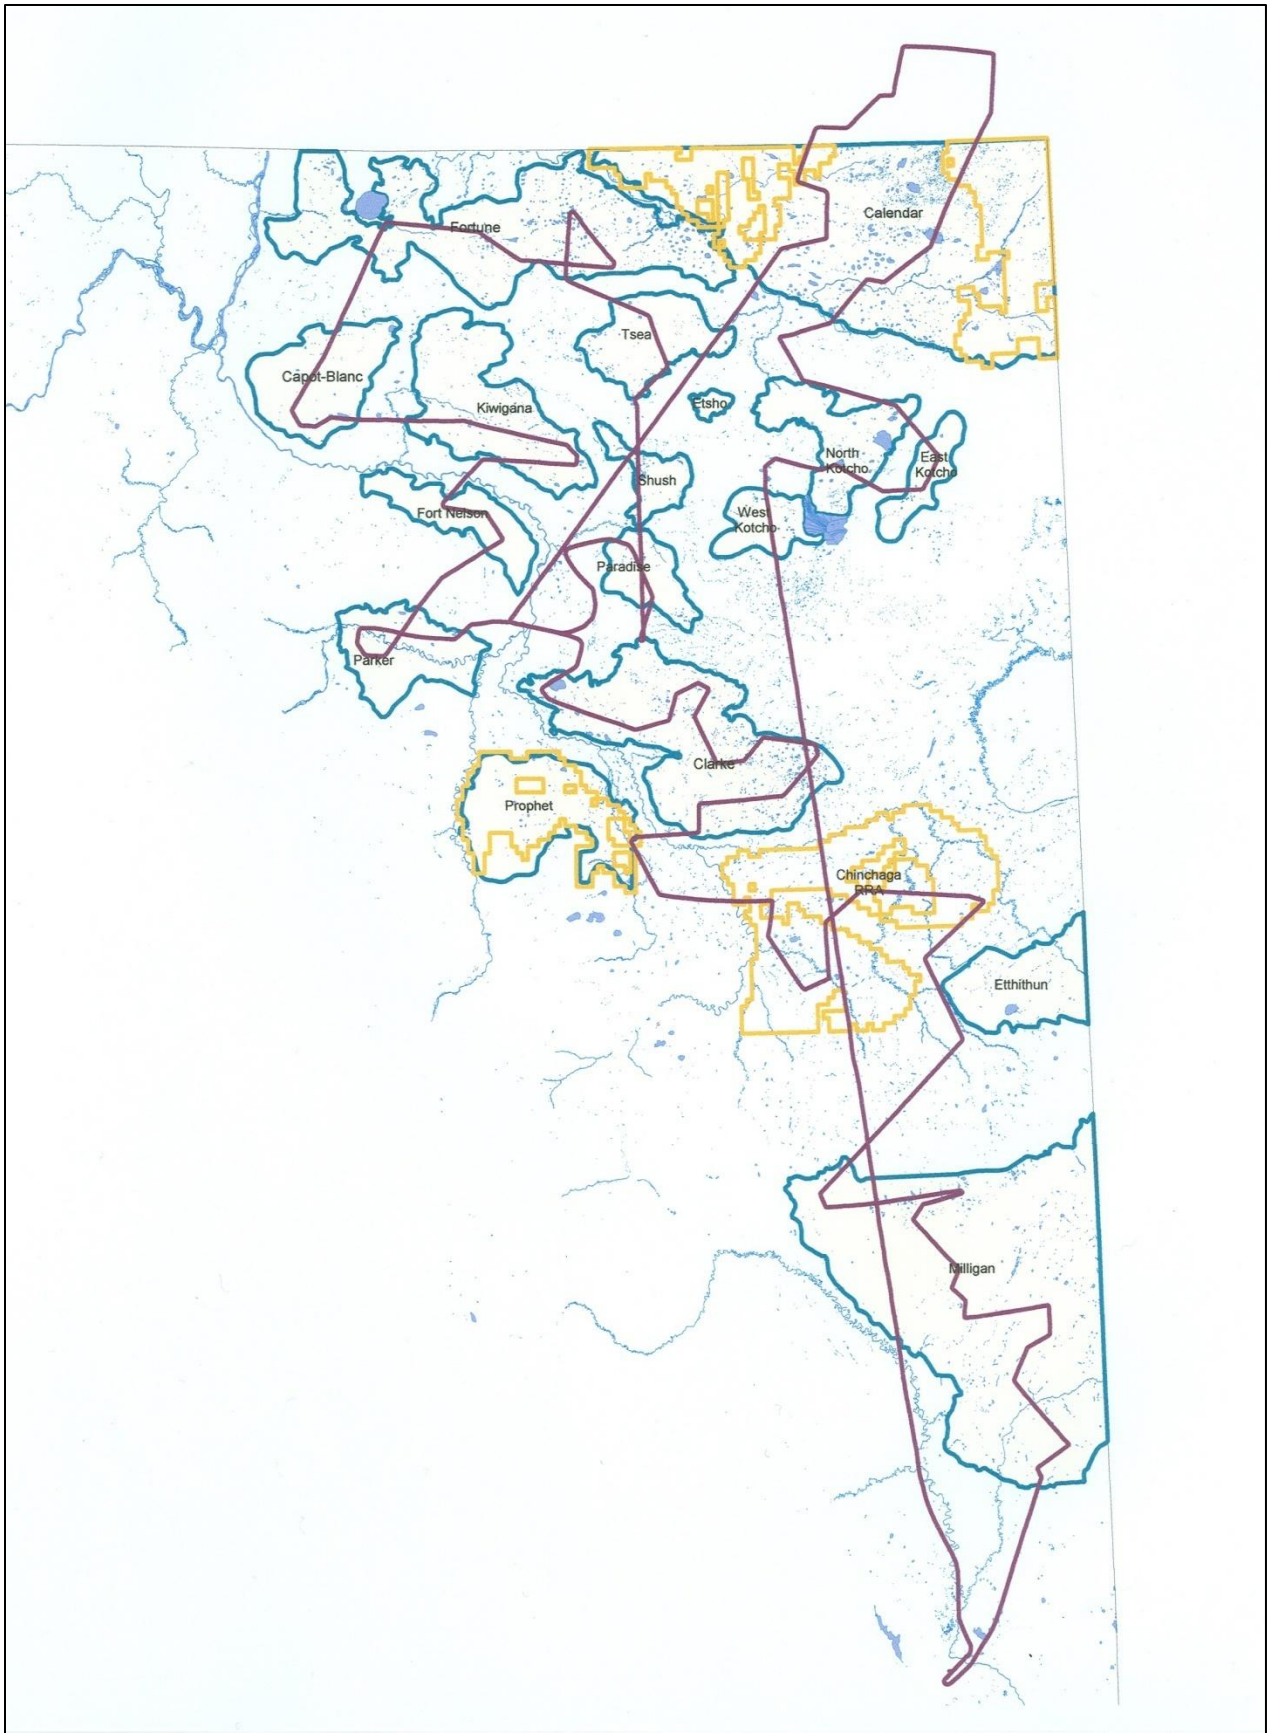 Calendar
Fortune
Tsea
Capot-Blanc
Kiwigana
Etsho
North
Kotcho
East
Kotcho
Shush
Fort Nelson
West
Kotcho
Paradise
Parker
Clarke
Prophet
Chinchaga
RRA
Etthithun
Milligan